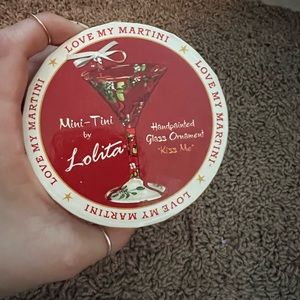 LOVE MY MARTINI
LOVE MY MARTINI
LOVE MY MARTINI
LOVE MY MARTINI
Mini-Tini
by
Lolita
Handpainted
Glass Ornament
"Kiss Me"